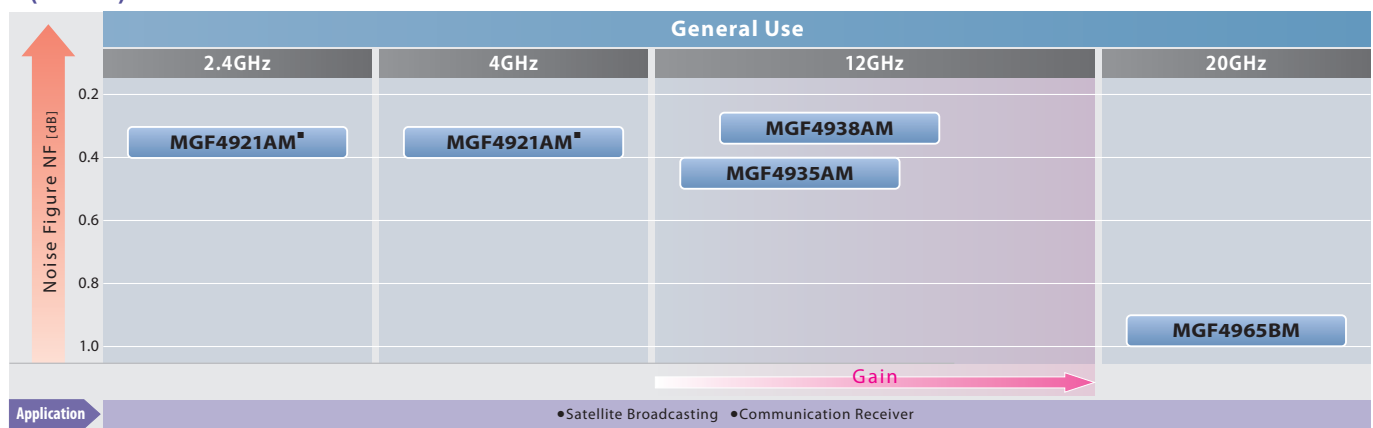 General Use
2.4GHz 4GHz 12GHz 20GHz
Noise Figure NF [dB]
0.2
0.4
0.6
0.8
1.0
MGF4921AM▪
MGF4921AM▪
MGF4938AM
MGF4935AM
MGF4965BM
Gain
Application
●Satellite Broadcasting ●Communication Receiver